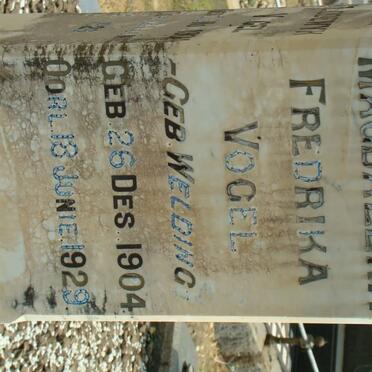 FREDRIKA
VOGEL
-GEB. WELDING-
GEB. 26 DES. 1904
OORL. 18 JUNIE. 1929.